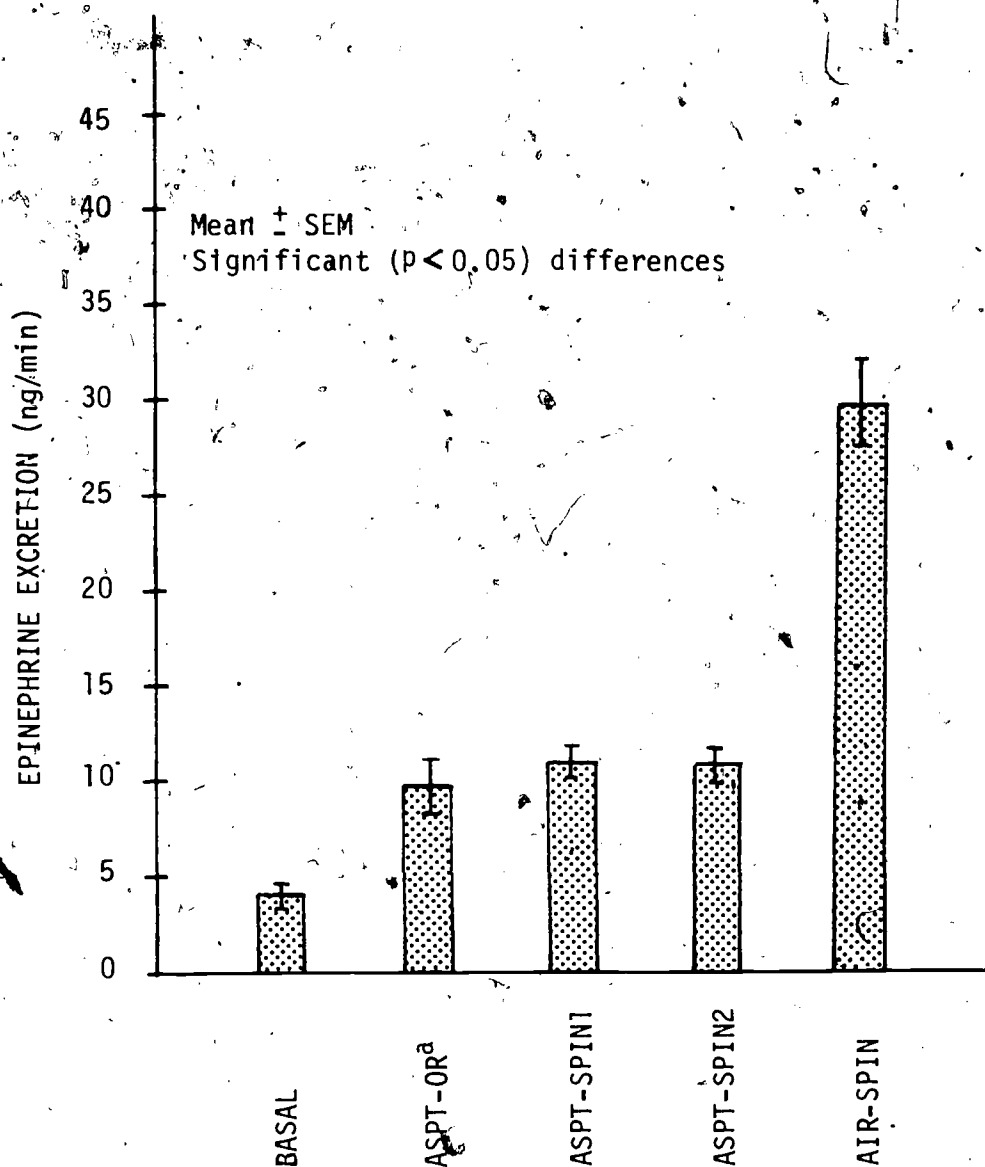 45
40
Mean ± SEM
Significant (p < 0.05) differences
35
30
25
20
15
10
5
0
EPINEPHRINE EXCRETION (ng/min)
BASAL
ASPT-ORa
ASPT-SPIN1
ASPT-SPIN2
AIR-SPIN